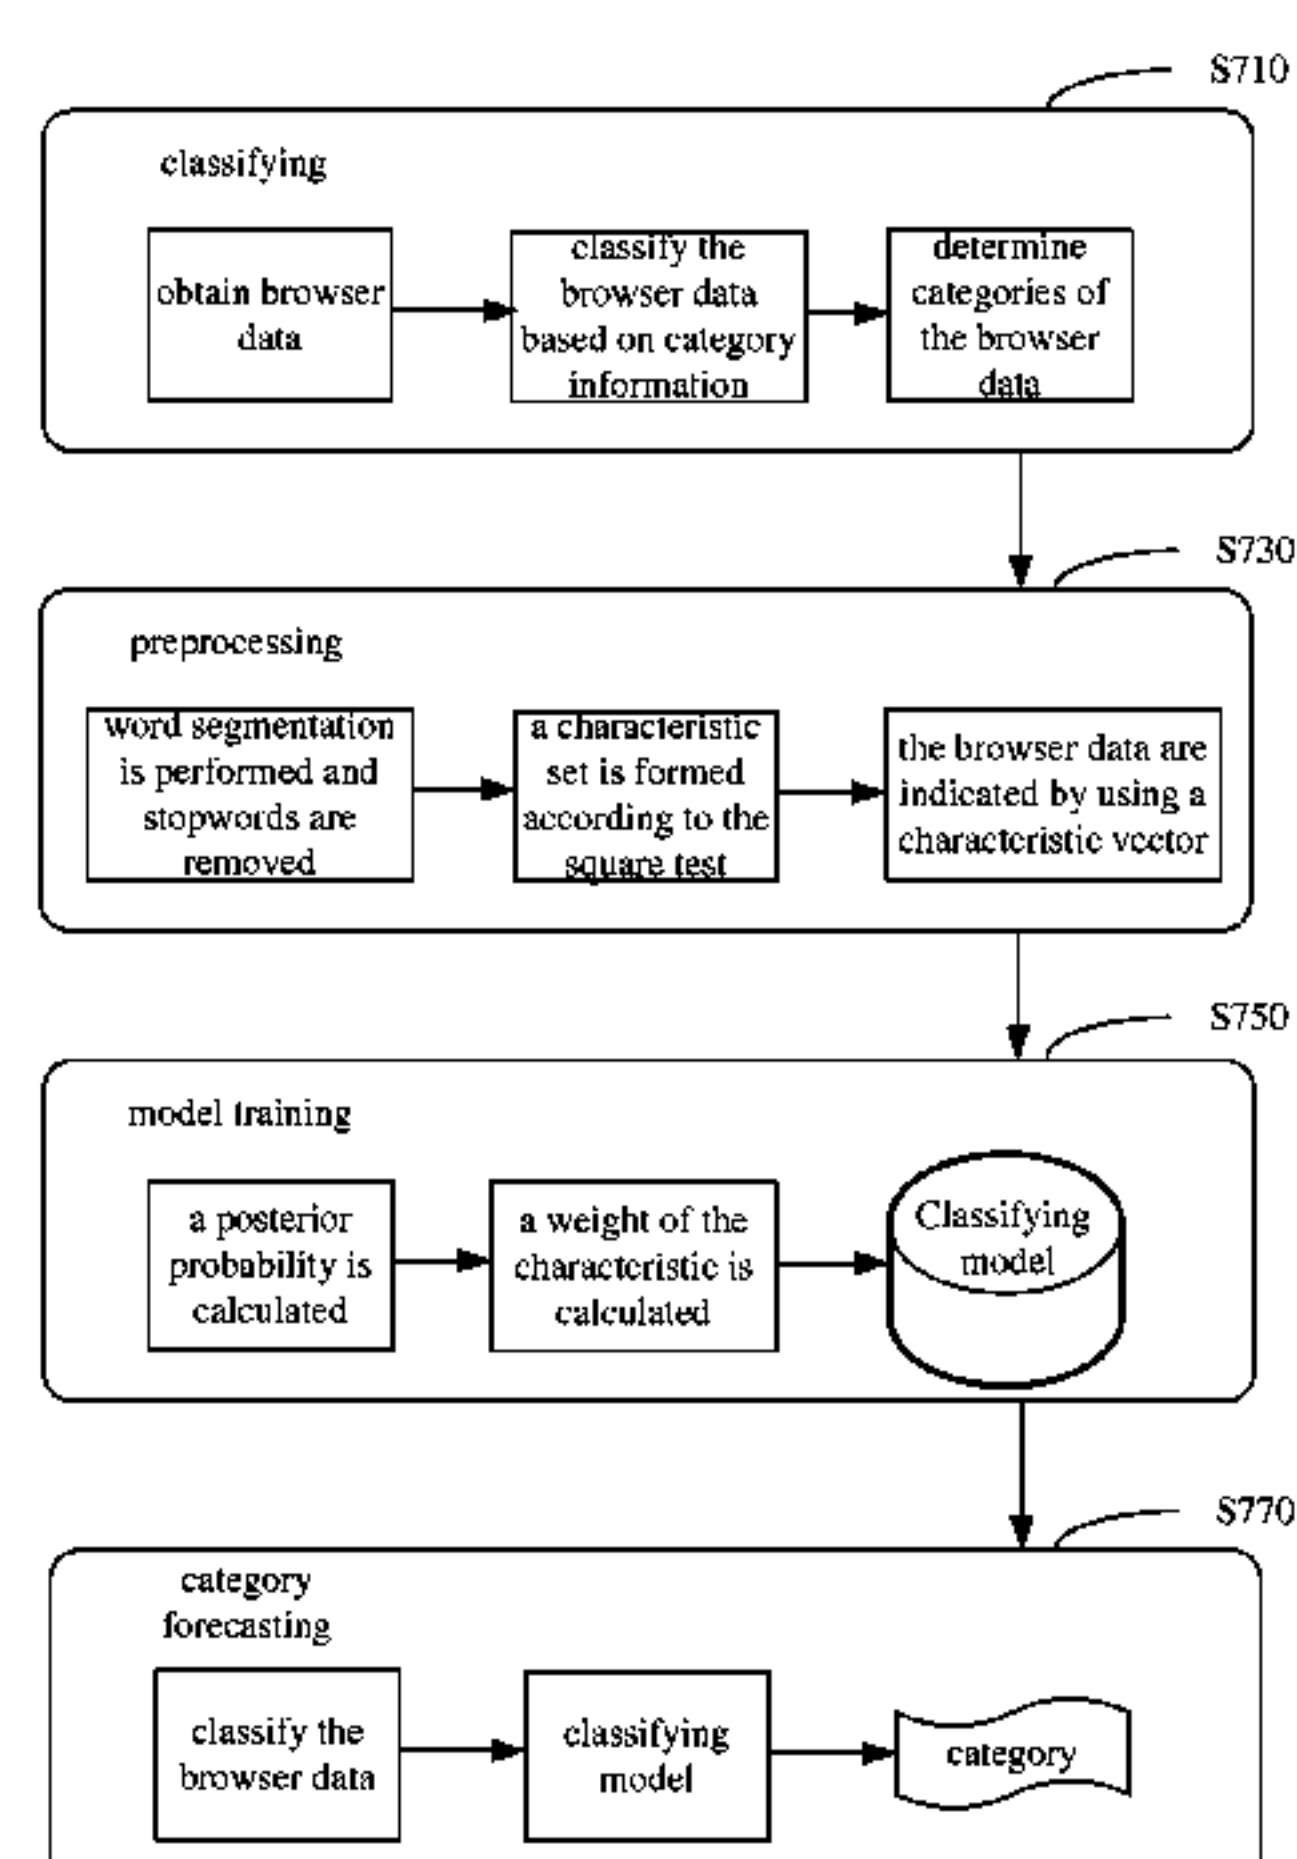 S710
classifying
obtain browser
data
classify the
browser data
based on category
information
determine
categories of
the browser
data
S730
preprocessing
word segmentation
is performed and
stopwords are
removed
a characteristic
set is formed
according to the
square test
the browser data are
indicated by using a
characteristic vector
S750
model training
a posterior
probability is
calculated
a weight of the
characteristic is
calculated
Classifying
model
S770
category
forecasting
classify the
browser data
classifying
model
category